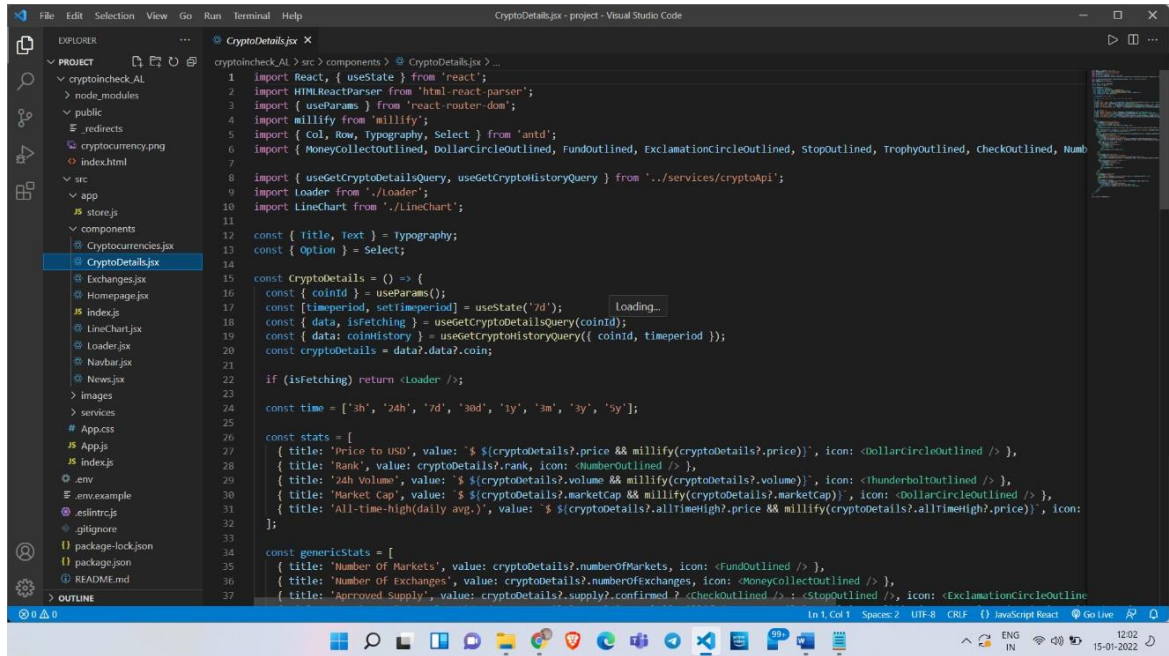 File Edit Selection View Go Run Terminal Help
CryptoDetails.jsx - project - Visual Studio Code
EXPLORER
PROJECT
cryptoincheck_AL
node_modules
public
_redirects
cryptocurrency.png
index.html
src
app
store.js
components
Cryptocurrencies.jsx
CryptoDetails.jsx
Exchanges.jsx
Homepage.jsx
index.js
LineChart.jsx
Loader.jsx
Navbar.jsx
News.jsx
images
services
App.css
App.js
index.js
.env
.env.example
.eslintrc.js
.gitignore
package-lock.json
package.json
README.md
OUTLINE
CryptoDetails.jsx
cryptoincheck_AL > src > components > CryptoDetails.jsx > ...
1 import React, { useState } from 'react';
2 import HTMLReactParser from 'html-react-parser';
3 import { useParams } from 'react-router-dom';
4 import millify from 'millify';
5 import { Col, Row, Typography, Select } from 'antd';
6 import { MoneyCollectOutlined, DollarCircleOutlined, FundOutlined, ExclamationCircleOutlined, StopOutlined, TrophyOutlined, CheckOutlined, Numb
7
8 import { useGetCryptoDetailsQuery, useGetCryptoHistoryQuery } from '../services/cryptoApi';
9 import Loader from './Loader';
10 import LineChart from './LineChart';
11
12 const { Title, Text } = Typography;
13 const { Option } = Select;
14
15 const CryptoDetails = () => {
16 const { coinId } = useParams();
17 const [timeperiod, setTimeperiod] = useState('7d');
Loading...
18 const { data, isFetching } = useGetCryptoDetailsQuery(coinId);
19 const { data: coinHistory } = useGetCryptoHistoryQuery({ coinId, timeperiod });
20 const cryptoDetails = data?.data?.coin;
21
22 if (isFetching) return <Loader />;
23
24 const time = ['3h', '24h', '7d', '30d', '1y', '3m', '3y', '5y'];
25
26 const stats = [
27 { title: 'Price to USD', value: `$ ${cryptoDetails?.price && millify(cryptoDetails?.price)}`, icon: <DollarCircleOutlined /> },
28 { title: 'Rank', value: cryptoDetails?.rank, icon: <NumberOutlined /> },
29 { title: '24h Volume', value: `$ ${cryptoDetails?.volume && millify(cryptoDetails?.volume)}`, icon: <ThunderboltOutlined /> },
30 { title: 'Market Cap', value: `$ ${cryptoDetails?.marketCap && millify(cryptoDetails?.marketCap)}`, icon: <DollarCircleOutlined /> },
31 { title: 'All-time-high(daily avg.)', value: `$ ${cryptoDetails?.allTimeHigh?.price && millify(cryptoDetails?.allTimeHigh?.price)}`, icon:
32 ];
33
34 const genericStats = [
35 { title: 'Number Of Markets', value: cryptoDetails?.numberOfMarkets, icon: <FundOutlined /> },
36 { title: 'Number Of Exchanges', value: cryptoDetails?.numberOfExchanges, icon: <MoneyCollectOutlined /> },
37 { title: 'Aprroved Supply', value: cryptoDetails?.supply?.confirmed ? <CheckOutlined /> : <StopOutlined />, icon: <ExclamationCircleOutline
0 0
Ln 1, Col 1 Spaces: 2 UTF-8 CRLF {} JavaScript React Go Live
99+
ENG
IN
12:02
15-01-2022